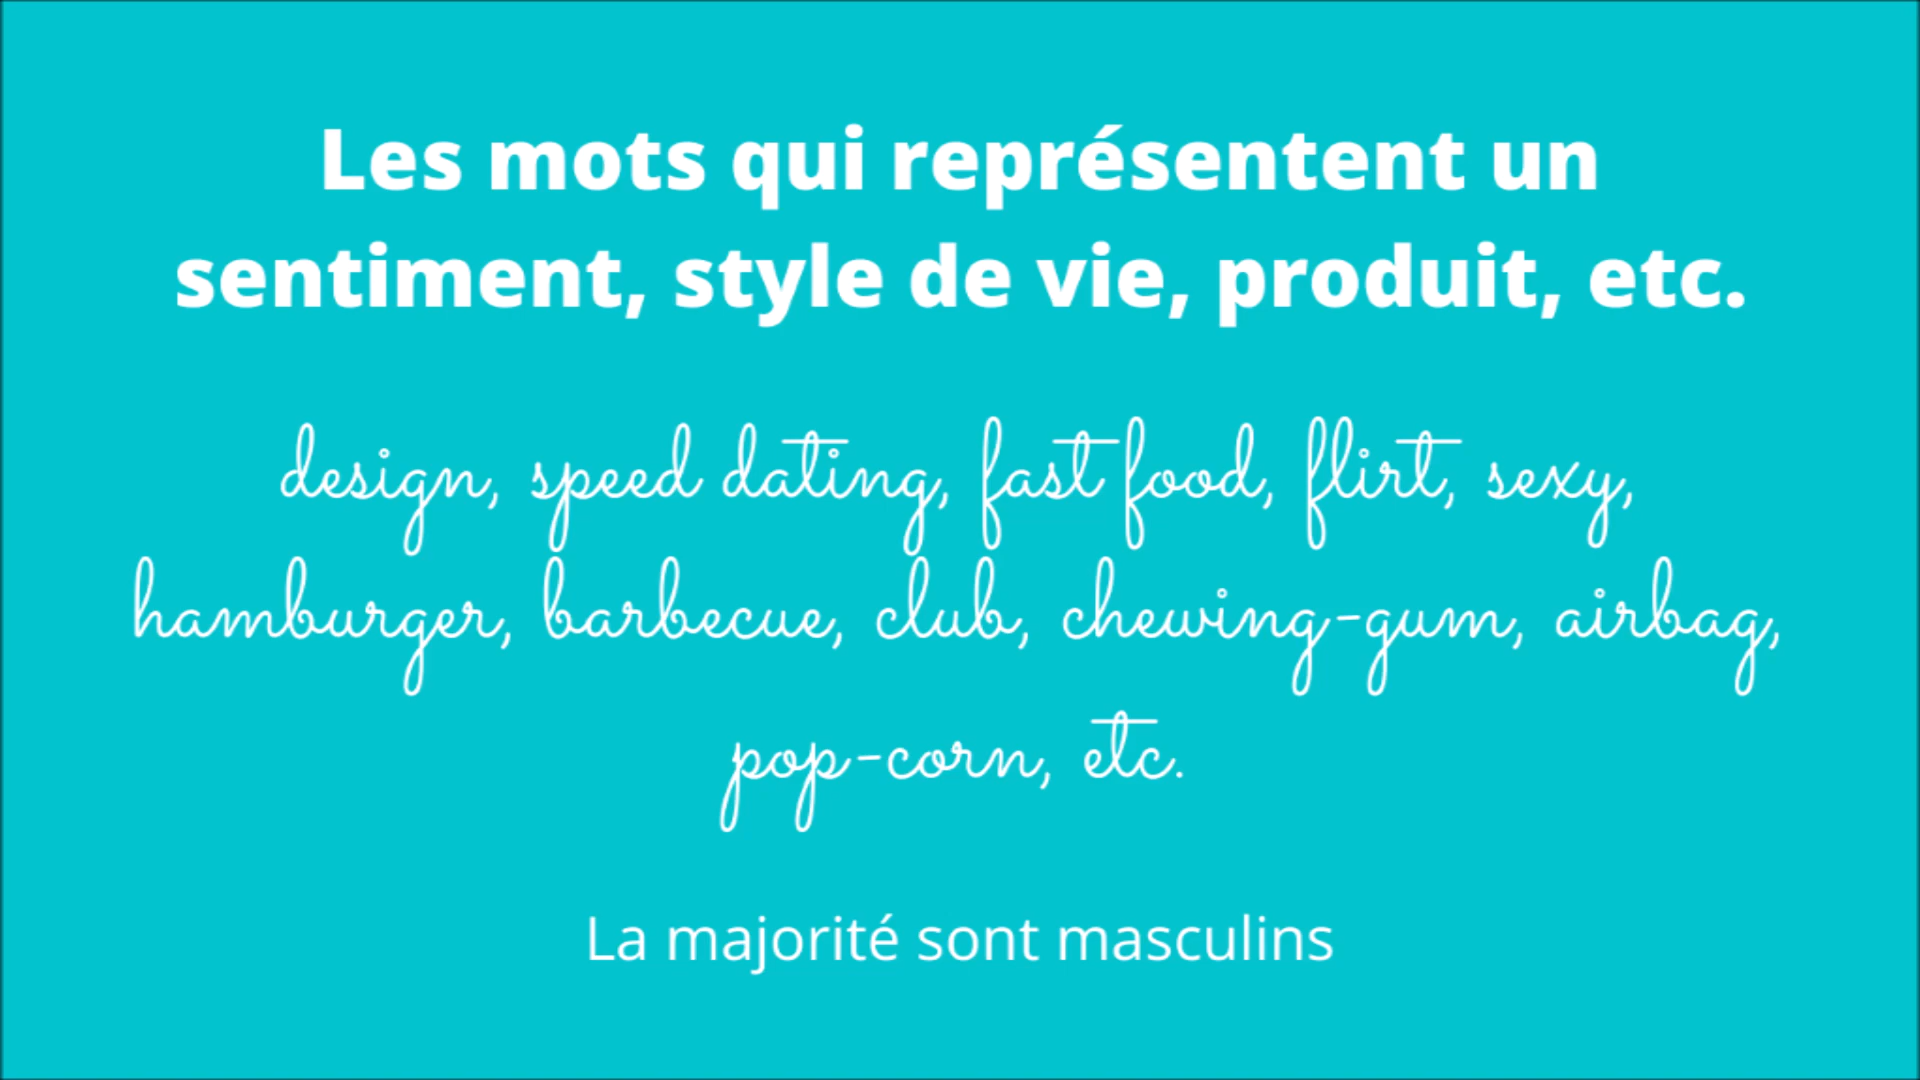 Les mots qui représentent un
sentiment, style de vie, produit, etc.
design, speed dating, fast food, flirt, sexy,
hamburger, barbecue, club, chewing-gum, airbag,
pop-corn, etc.
La majorité sont masculins